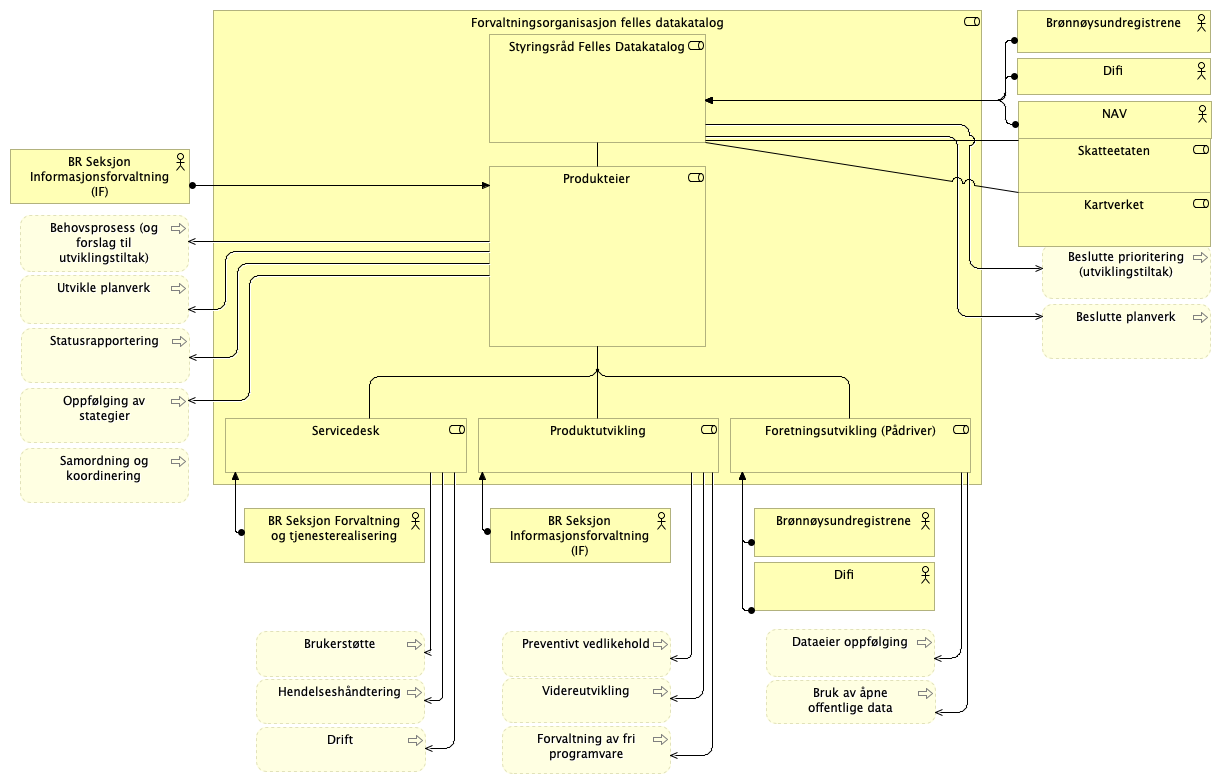 Forvaltningsorganisasjon felles datakatalog
Styringsråd Felles Datakatalog
Brønnøysundregistrene
Difi
NAV
Skatteetaten
Kartverket
BR Seksjon
Informasjonsforvaltning
(IF)
Produkteier
Behovsprosess (og
forslag til
utviklingstiltak)
Utvikle planverk
Statusrapportering
Oppfølging av
stategier
Samordning og
koordinering
Beslutte prioritering
(utviklingstiltak)
Beslutte planverk
Servicedesk
Produktutvikling
Foretningsutvikling (Pådriver)
BR Seksjon Forvaltning
og tjenesterealisering
BR Seksjon
Informasjonsforvaltning
(IF)
Brønnøysundregistrene
Difi
Brukerstøtte
Hendelseshåndtering
Drift
Preventivt vedlikehold
Videreutvikling
Forvaltning av fri
programvare
Dataeier oppfølging
Bruk av åpne
offentlige data